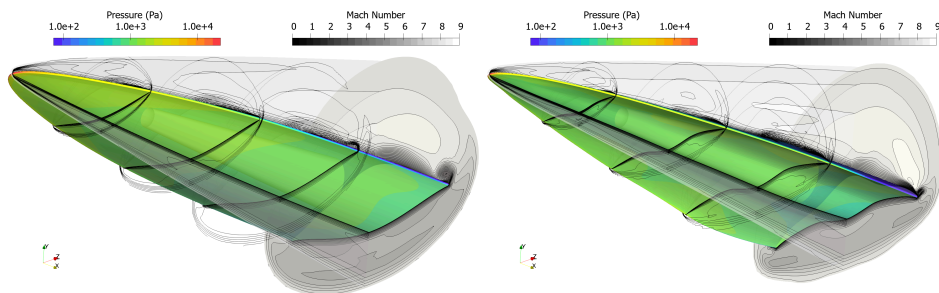 Pressure (Pa)
1.0e+2 1.0e+3 1.0e+4
Mach Number
0 1 2 3 4 5 6 7 8 9
Y
Z
X
Pressure (Pa)
1.0e+2 1.0e+3 1.0e+4
Mach Number
0 1 2 3 4 5 6 7 8 9
Y
Z
X